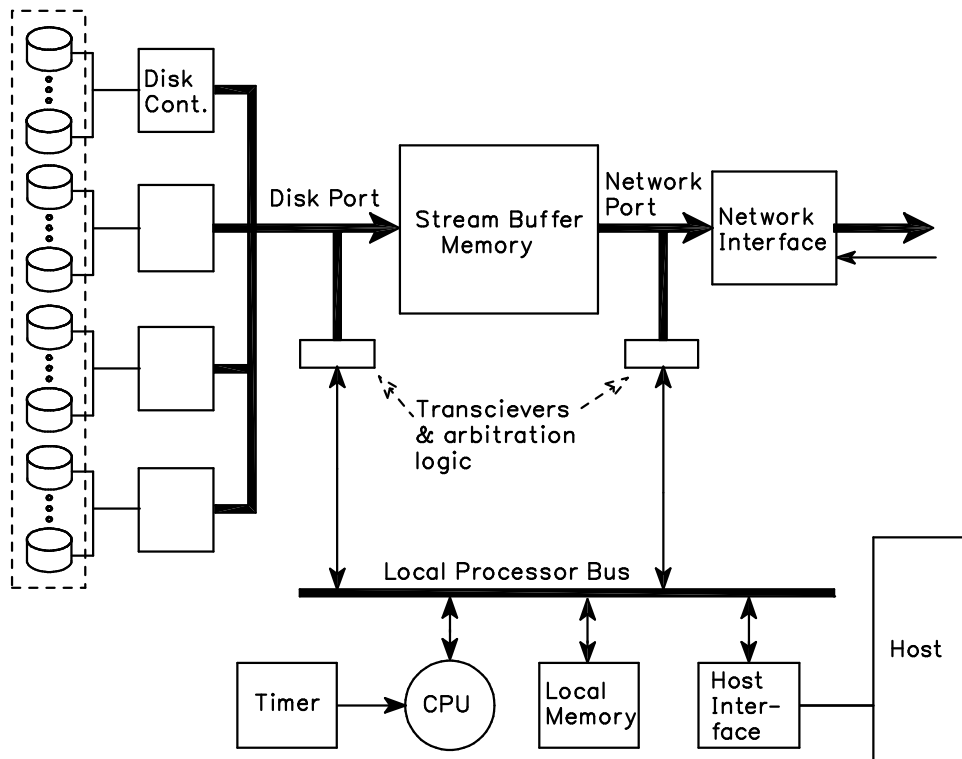 Disk
Cont.
Disk Port
Stream Buffer
Memory
Network
Port
Network
Interface
Transcievers
& arbitration
logic
Local Processor Bus
Timer
CPU
Local
Memory
Host
Inter-
face
Host